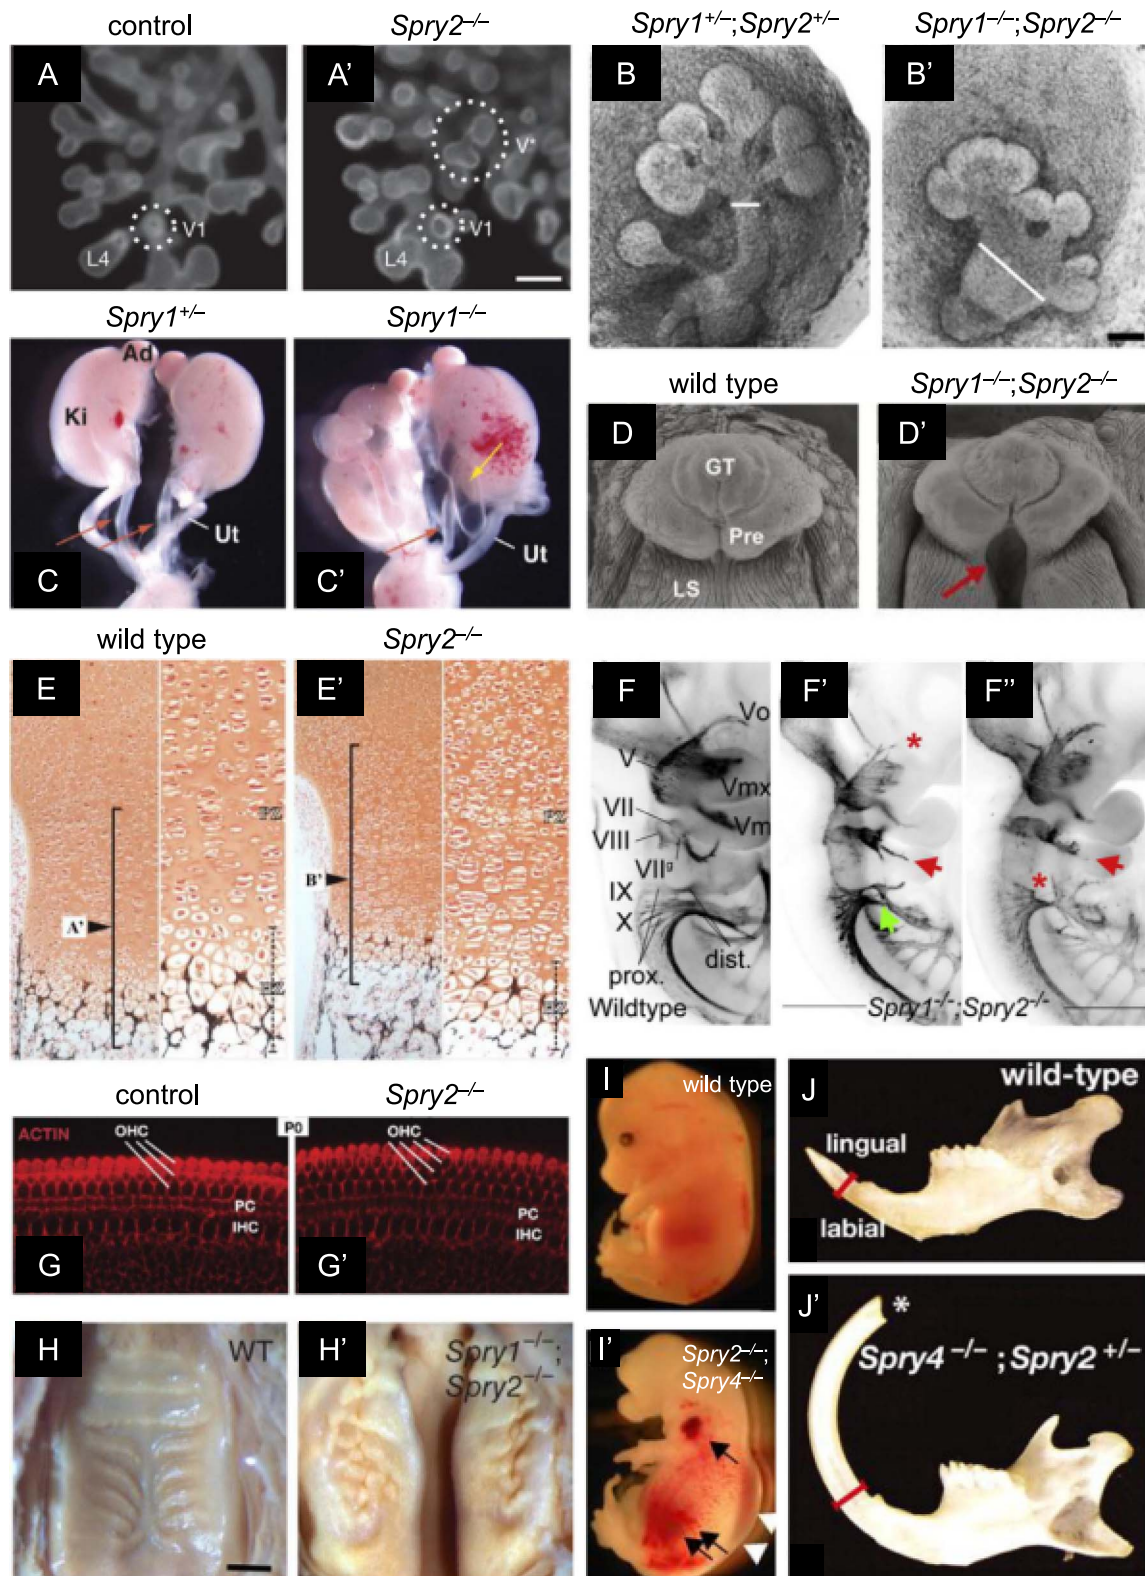 control
Spry2–/–
Spry1+/–;Spry2+/–
Spry1–/–;Spry2–/–
A
V1
L4
A'
V*
V1
L4
B
B'
Spry1+/–
Spry1–/–
wild type
Spry1–/–;Spry2–/–
Ad
Ki
Ut
C
Ut
C'
D
GT
Pre
LS
D'
wild type
Spry2–/–
E
A'
E'
B'
F
Vo
V
Vmx
Vm
VII
VIII
VIIg
IX
X
dist.
prox.
Wildtype
F'
*
F''
*
Spry1-/-;Spry2-/-
control
Spry2–/–
ACTIN
OHC
P0
PC
IHC
G
OHC
PC
IHC
G'
H
WT
H'
Spry1–/–;
Spry2–/–
I
wild type
I'
Spry2–/–;
Spry4–/–
J
wild-type
lingual
labial
J'
*
Spry4 –/– ; Spry2 +/–